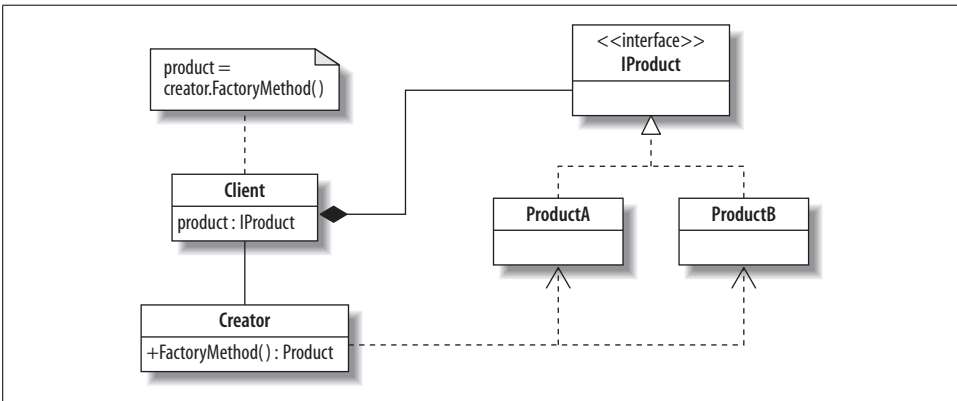 product =
creator.FactoryMethod( )
<<interface>>
IProduct
Client
product : IProduct
ProductA
ProductB
Creator
+FactoryMethod( ) : Product